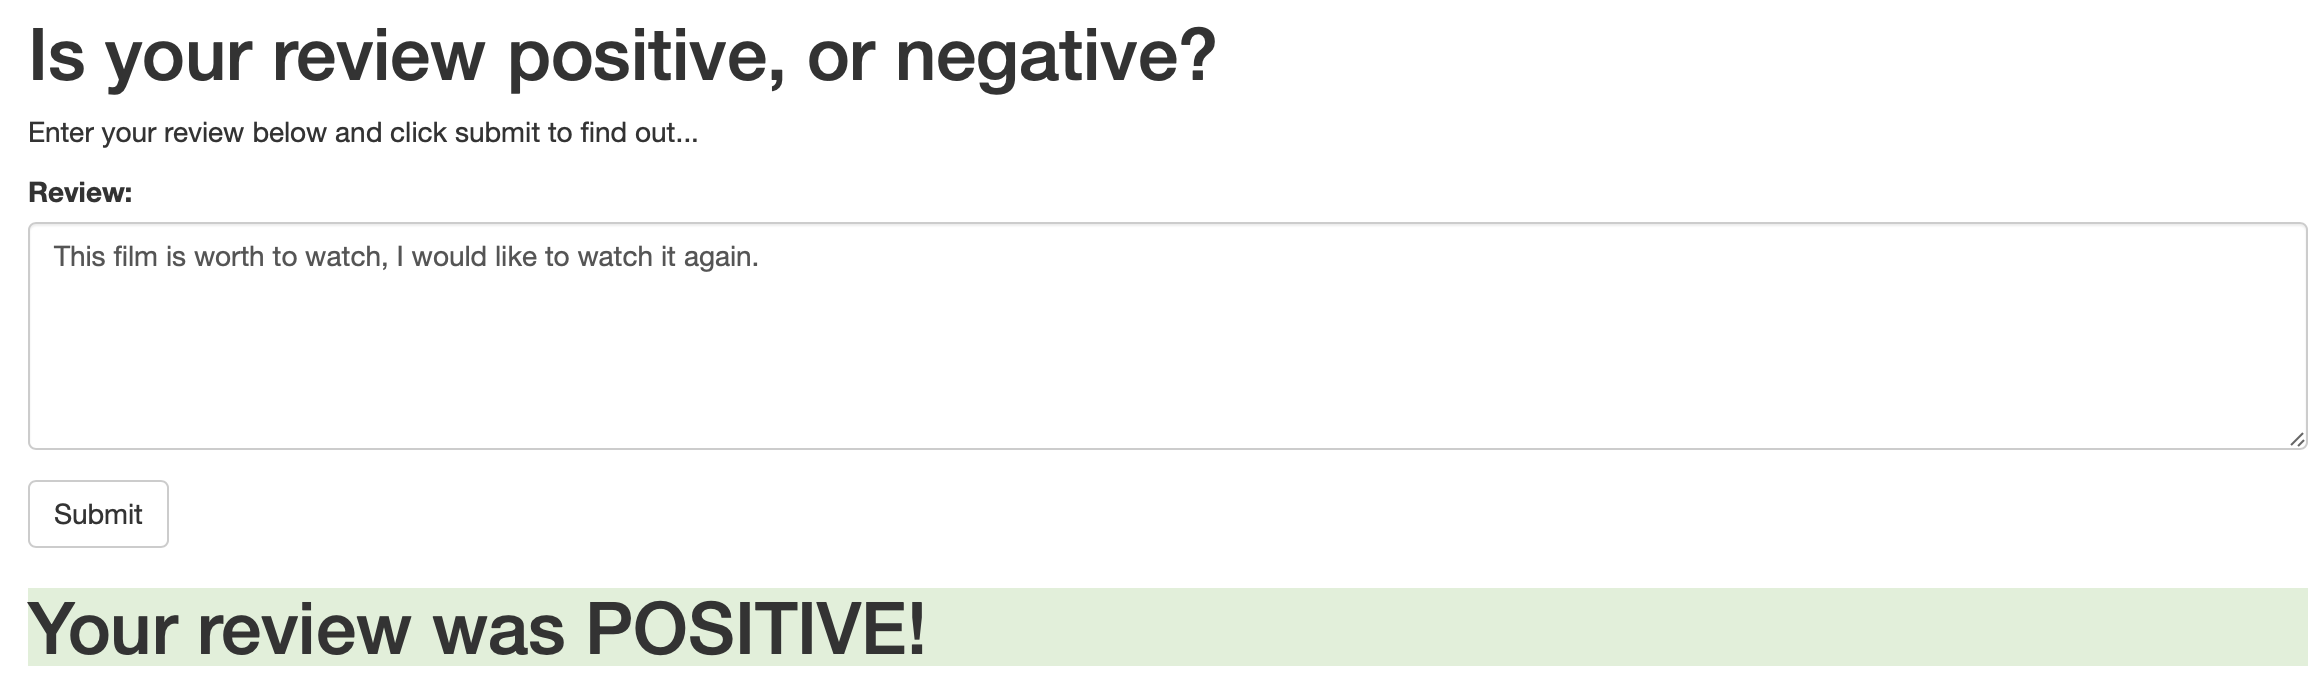 Is your review positive, or negative?
Enter your review below and click submit to find out...
Review:
This film is worth to watch, I would like to watch it again.
Submit
Your review was POSITIVE!